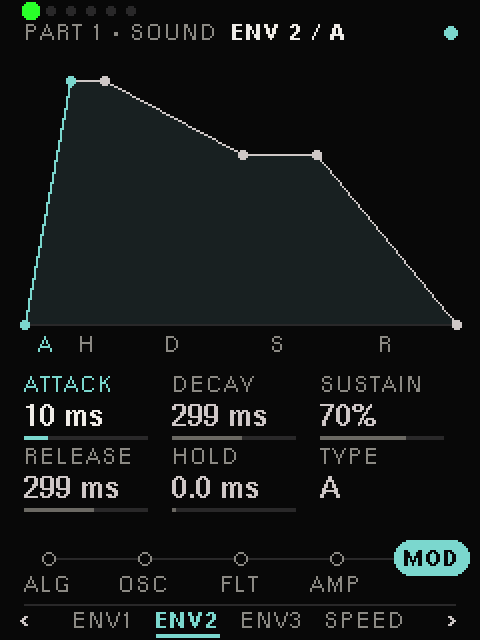 PART 1 · SOUND ENV 2 / A
A H D S R
ATTACK DECAY SUSTAIN
10 ms 299 ms 70%
RELEASE HOLD TYPE
299 ms 0.0 ms A
MOD
ALG OSC FLT AMP
‹ ENV1 ENV2 ENV3 SPEED ›